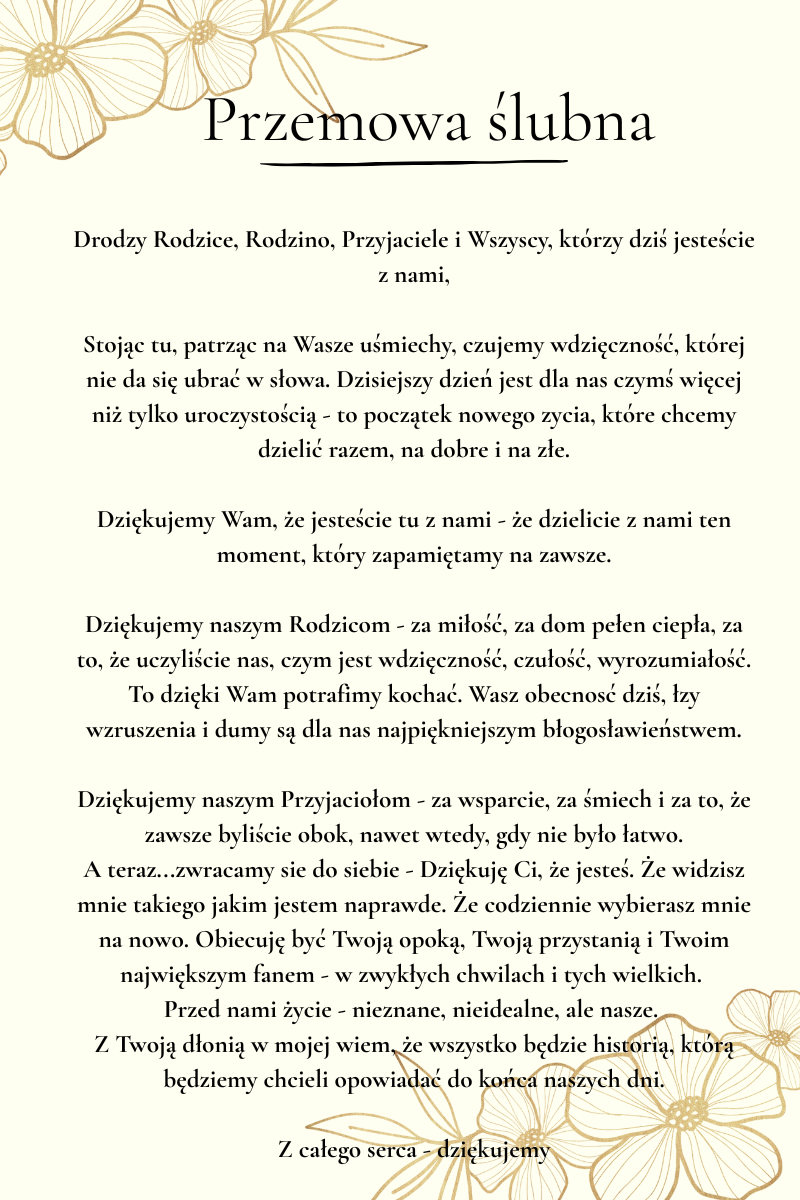 Przemowa ślubna
Drodzy Rodzice, Rodzino, Przyjaciele i Wszyscy, którzy dziś jesteście
z nami,
Stojąc tu, patrząc na Wasze uśmiechy, czujemy wdzięczność, której
nie da się ubrać w słowa. Dzisiejszy dzień jest dla nas czymś więcej
niż tylko uroczystością - to początek nowego zycia, które chcemy
dzielić razem, na dobre i na złe.
Dziękujemy Wam, że jesteście tu z nami - że dzielicie z nami ten
moment, który zapamiętamy na zawsze.
Dziękujemy naszym Rodzicom - za miłość, za dom pełen ciepła, za
to, że uczyliście nas, czym jest wdzięczność, czułość, wyrozumiałość.
To dzięki Wam potrafimy kochać. Wasz obecnosć dziś, łzy
wzruszenia i dumy są dla nas najpiękniejszym błogosławieństwem.
Dziękujemy naszym Przyjaciołom - za wsparcie, za śmiech i za to, że
zawsze byliście obok, nawet wtedy, gdy nie było łatwo.
A teraz...zwracamy sie do siebie - Dziękuję Ci, że jesteś. Że widzisz
mnie takiego jakim jestem naprawde. Że codziennie wybierasz mnie
na nowo. Obiecuję być Twoją opoką, Twoją przystanią i Twoim
największym fanem - w zwykłych chwilach i tych wielkich.
Przed nami życie - nieznane, nieidealne, ale nasze.
Z Twoją dłonią w mojej wiem, że wszystko będzie historią, którą
będziemy chcieli opowiadać do końca naszych dni.
Z całego serca - dziękujemy